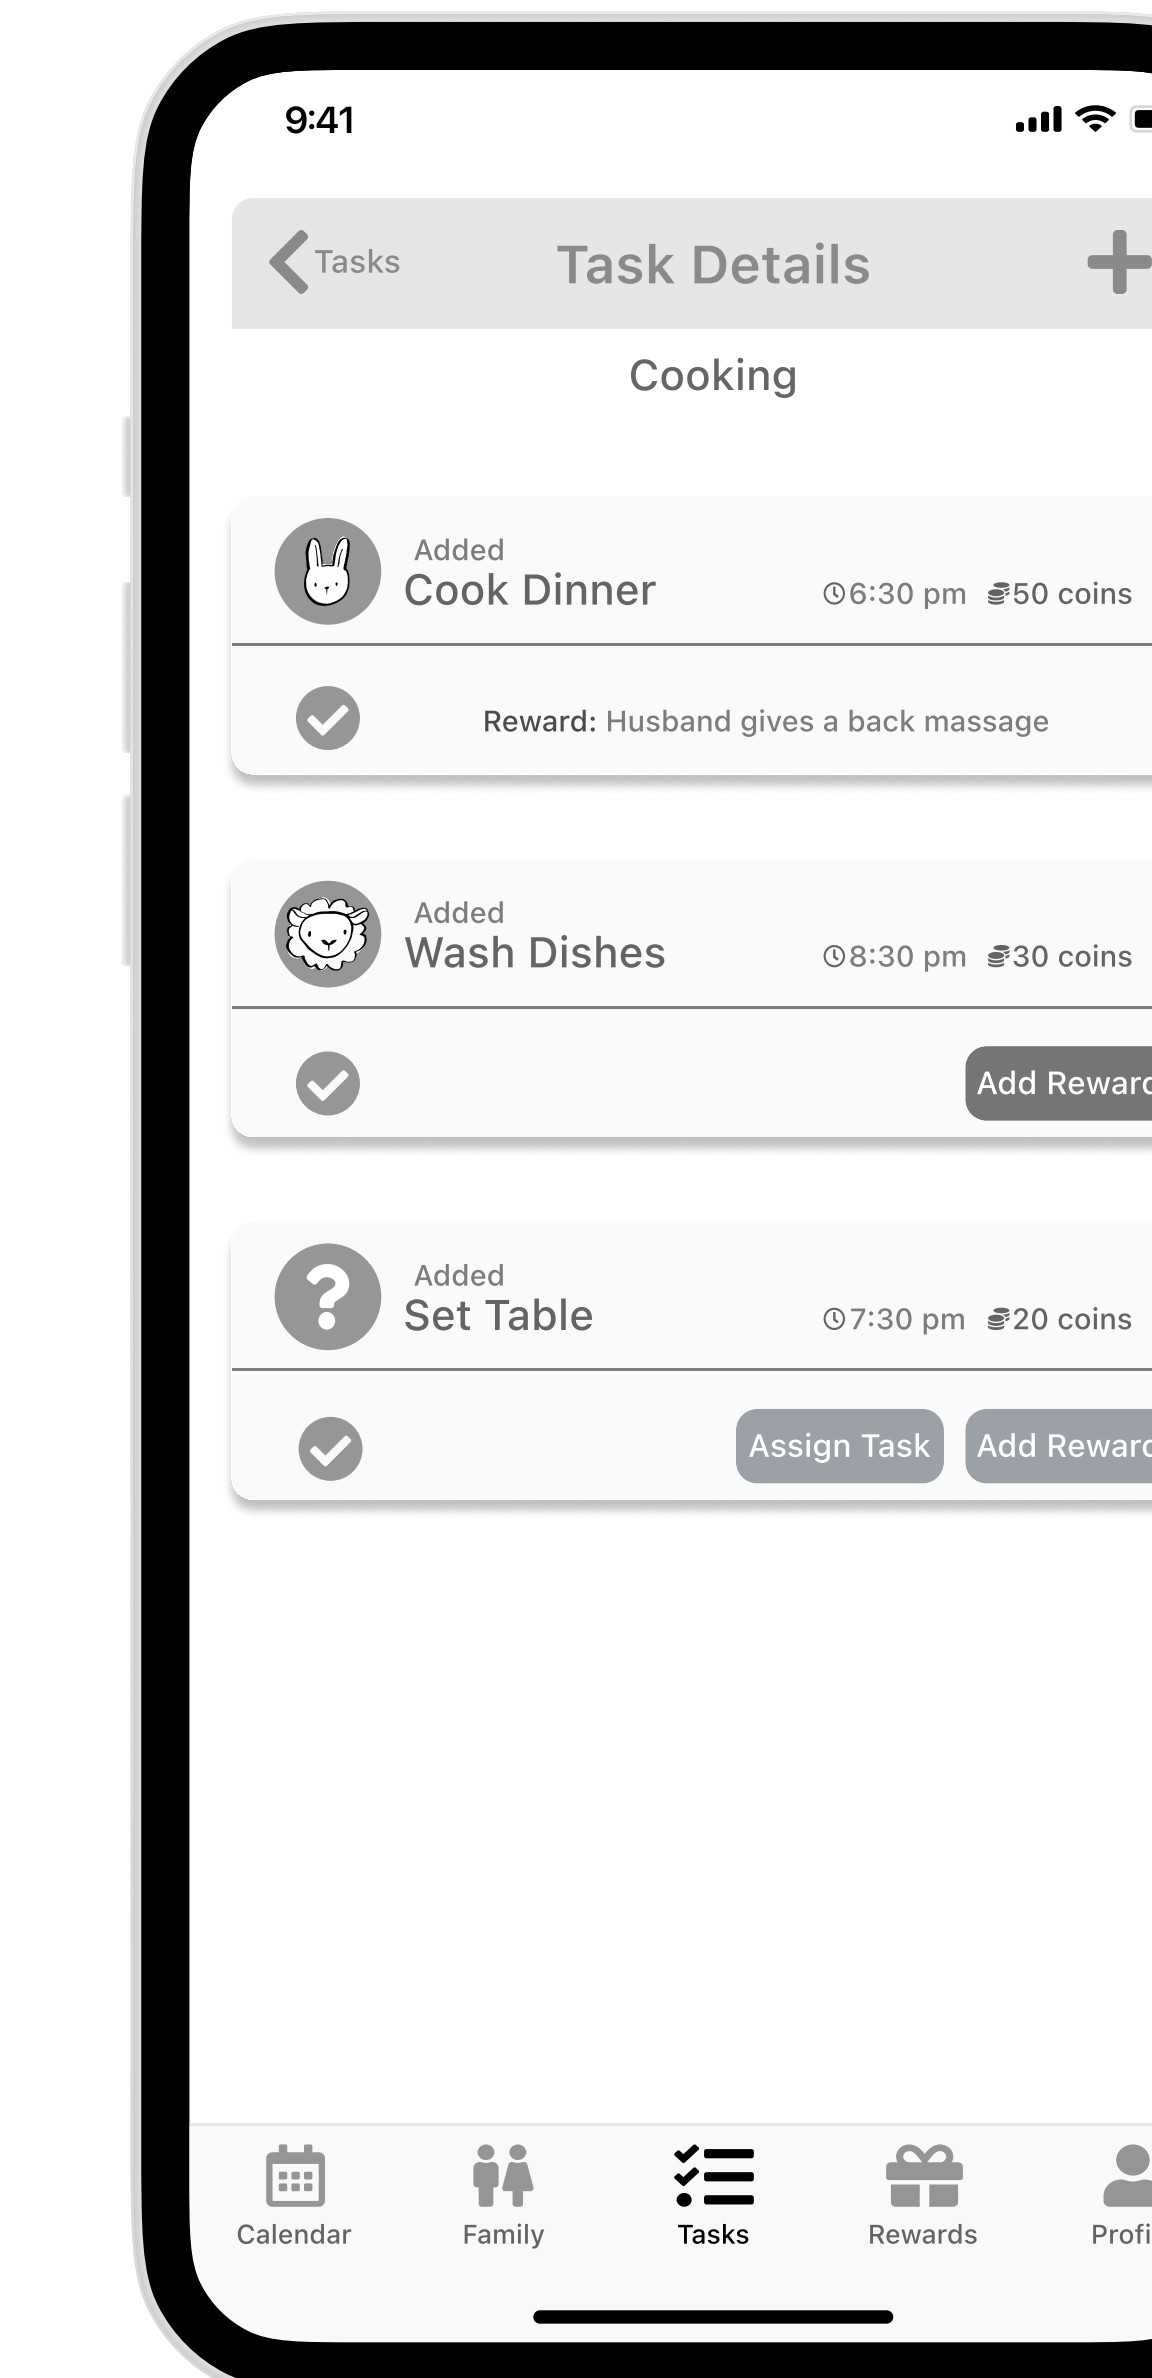 9:41
Tasks
Task Details
Cooking
Added
Cook Dinner
6:30 pm
50 coins
Reward: Husband gives a back massage
Added
Wash Dishes
8:30 pm
30 coins
Add Reward
?
Added
Set Table
7:30 pm
20 coins
Assign Task
Add Reward
Calendar
Family
Tasks
Rewards
Profi